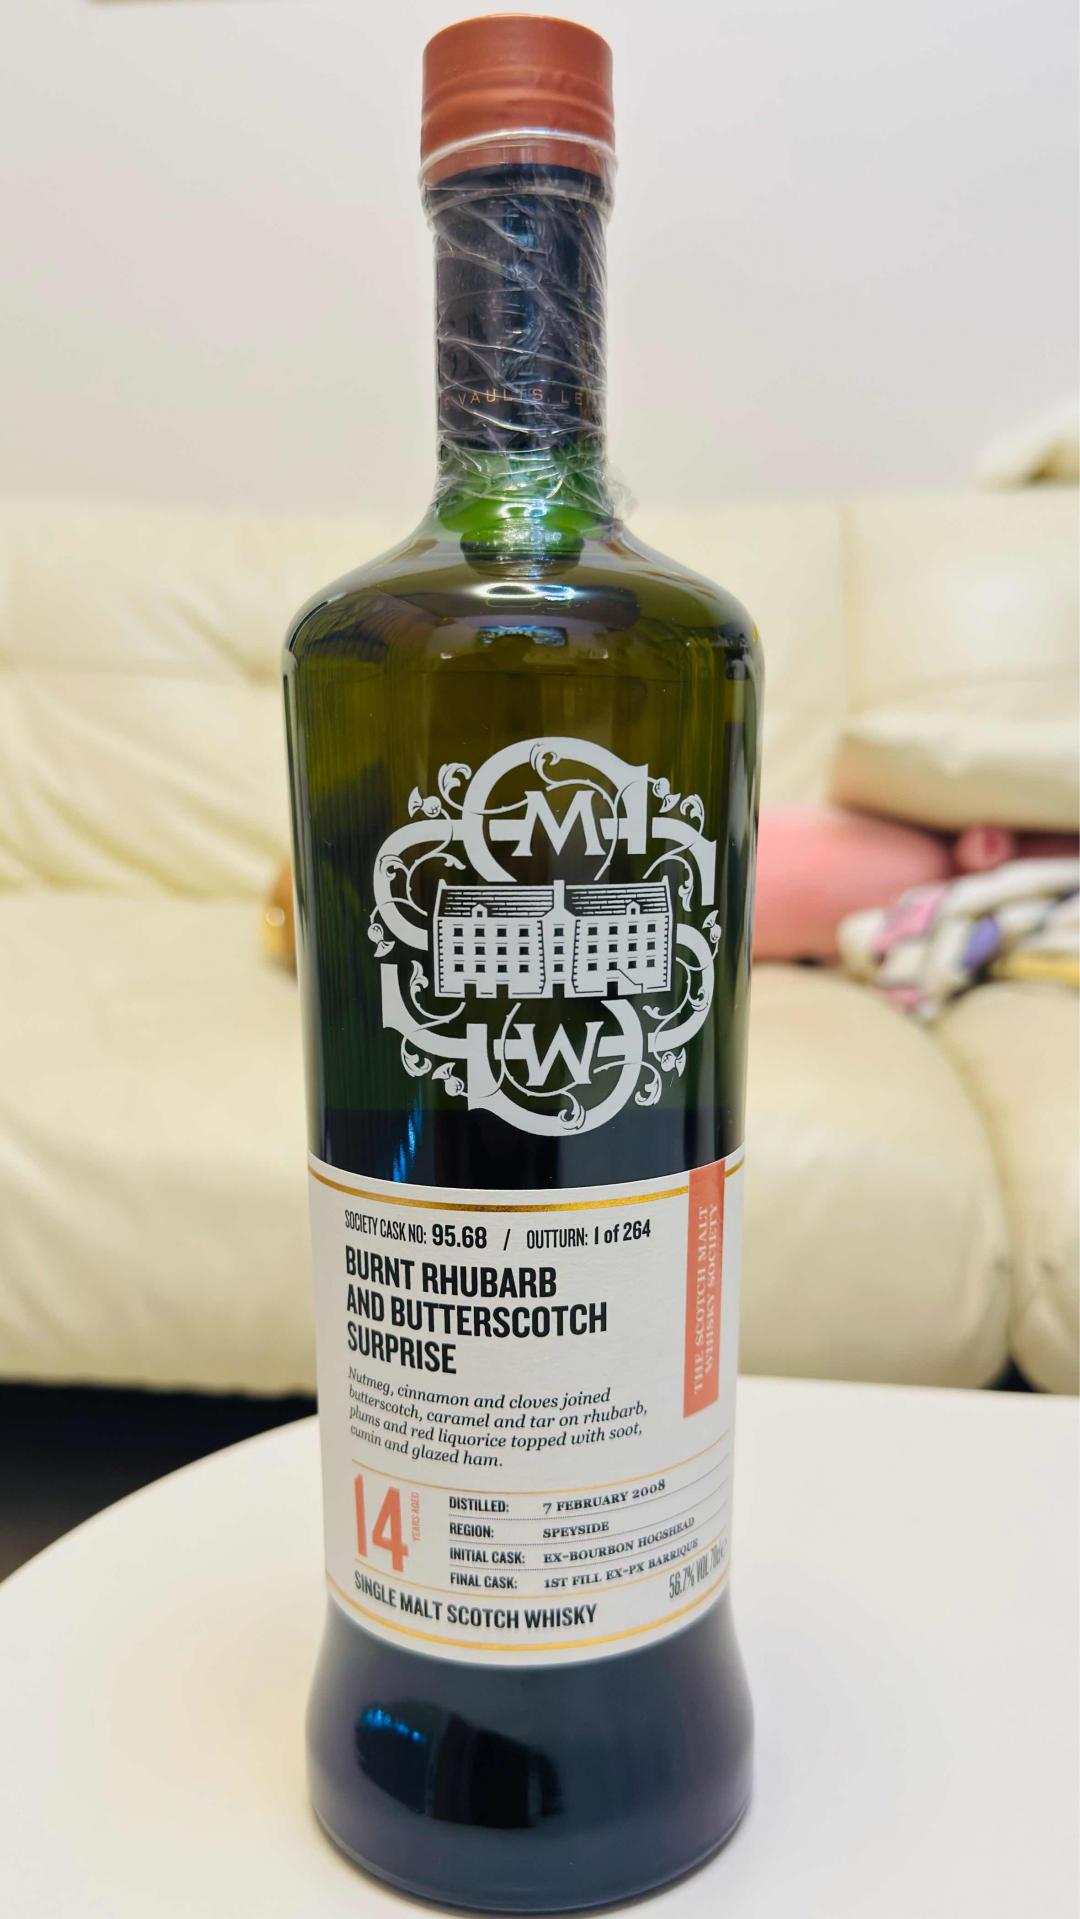 VAULTS, LE
M
W
SOCIETY CASK NO: 95.68 / OUTTURN: 1 of 264
BURNT RHUBARB
AND BUTTERSCOTCH
SURPRISE
Nutmeg, cinnamon and cloves joined
butterscotch, caramel and tar on rhubarb,
plums and red liquorice topped with soot,
cumin and glazed ham.
THE SCOTCH MALT
WHISKY SOCIETY
14 YEARS AGED
DISTILLED: 7 FEBRUARY 2008
REGION: SPEYSIDE
INITIAL CASK: EX-BOURBON HOGSHEAD
FINAL CASK: 1ST FILL EX-PX BARRIQUE
56.7% VOL 70cl
SINGLE MALT SCOTCH WHISKY